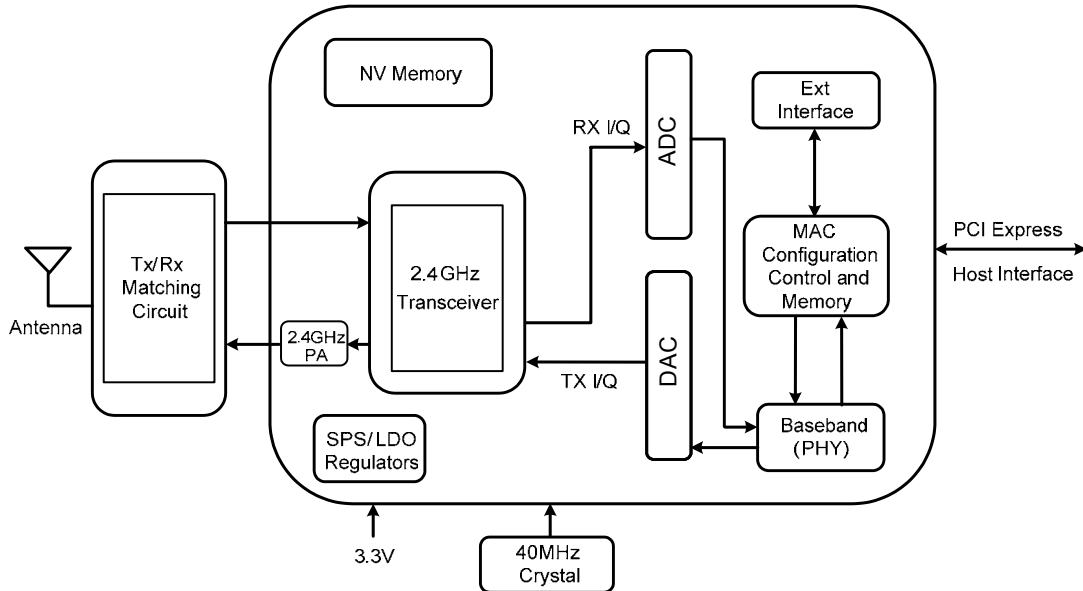 NV Memory
Ext
Interface
RX I/Q
ADC
Tx/Rx
Matching
Circuit
Antenna
2.4GHz
Transceiver
2.4GHz
PA
MAC
Configuration
Control and
Memory
PCI Express
Host Interface
TX I/Q
DAC
Baseband
(PHY)
SPS/LDO
Regulators
3.3V
40MHz
Crystal